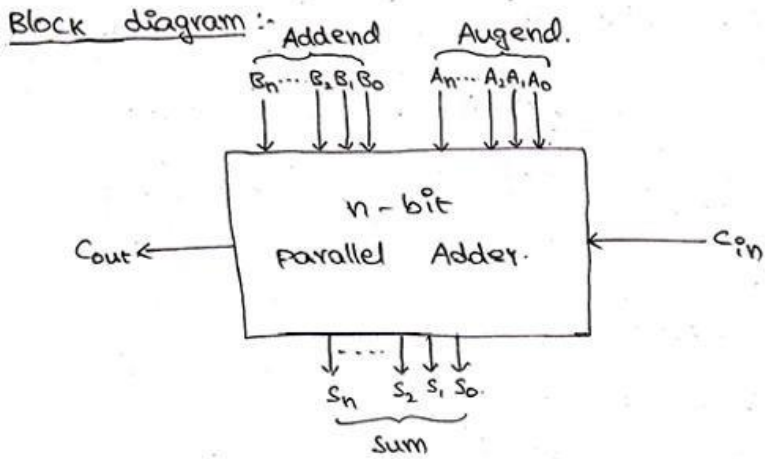 Block diagram :-
Addend Augend.
Bn.... B2 B1 B0 An... A2 A1 A0
n-bit
Cout parallel Adder. Cin
.....
Sn S2 S1 S0.
Sum